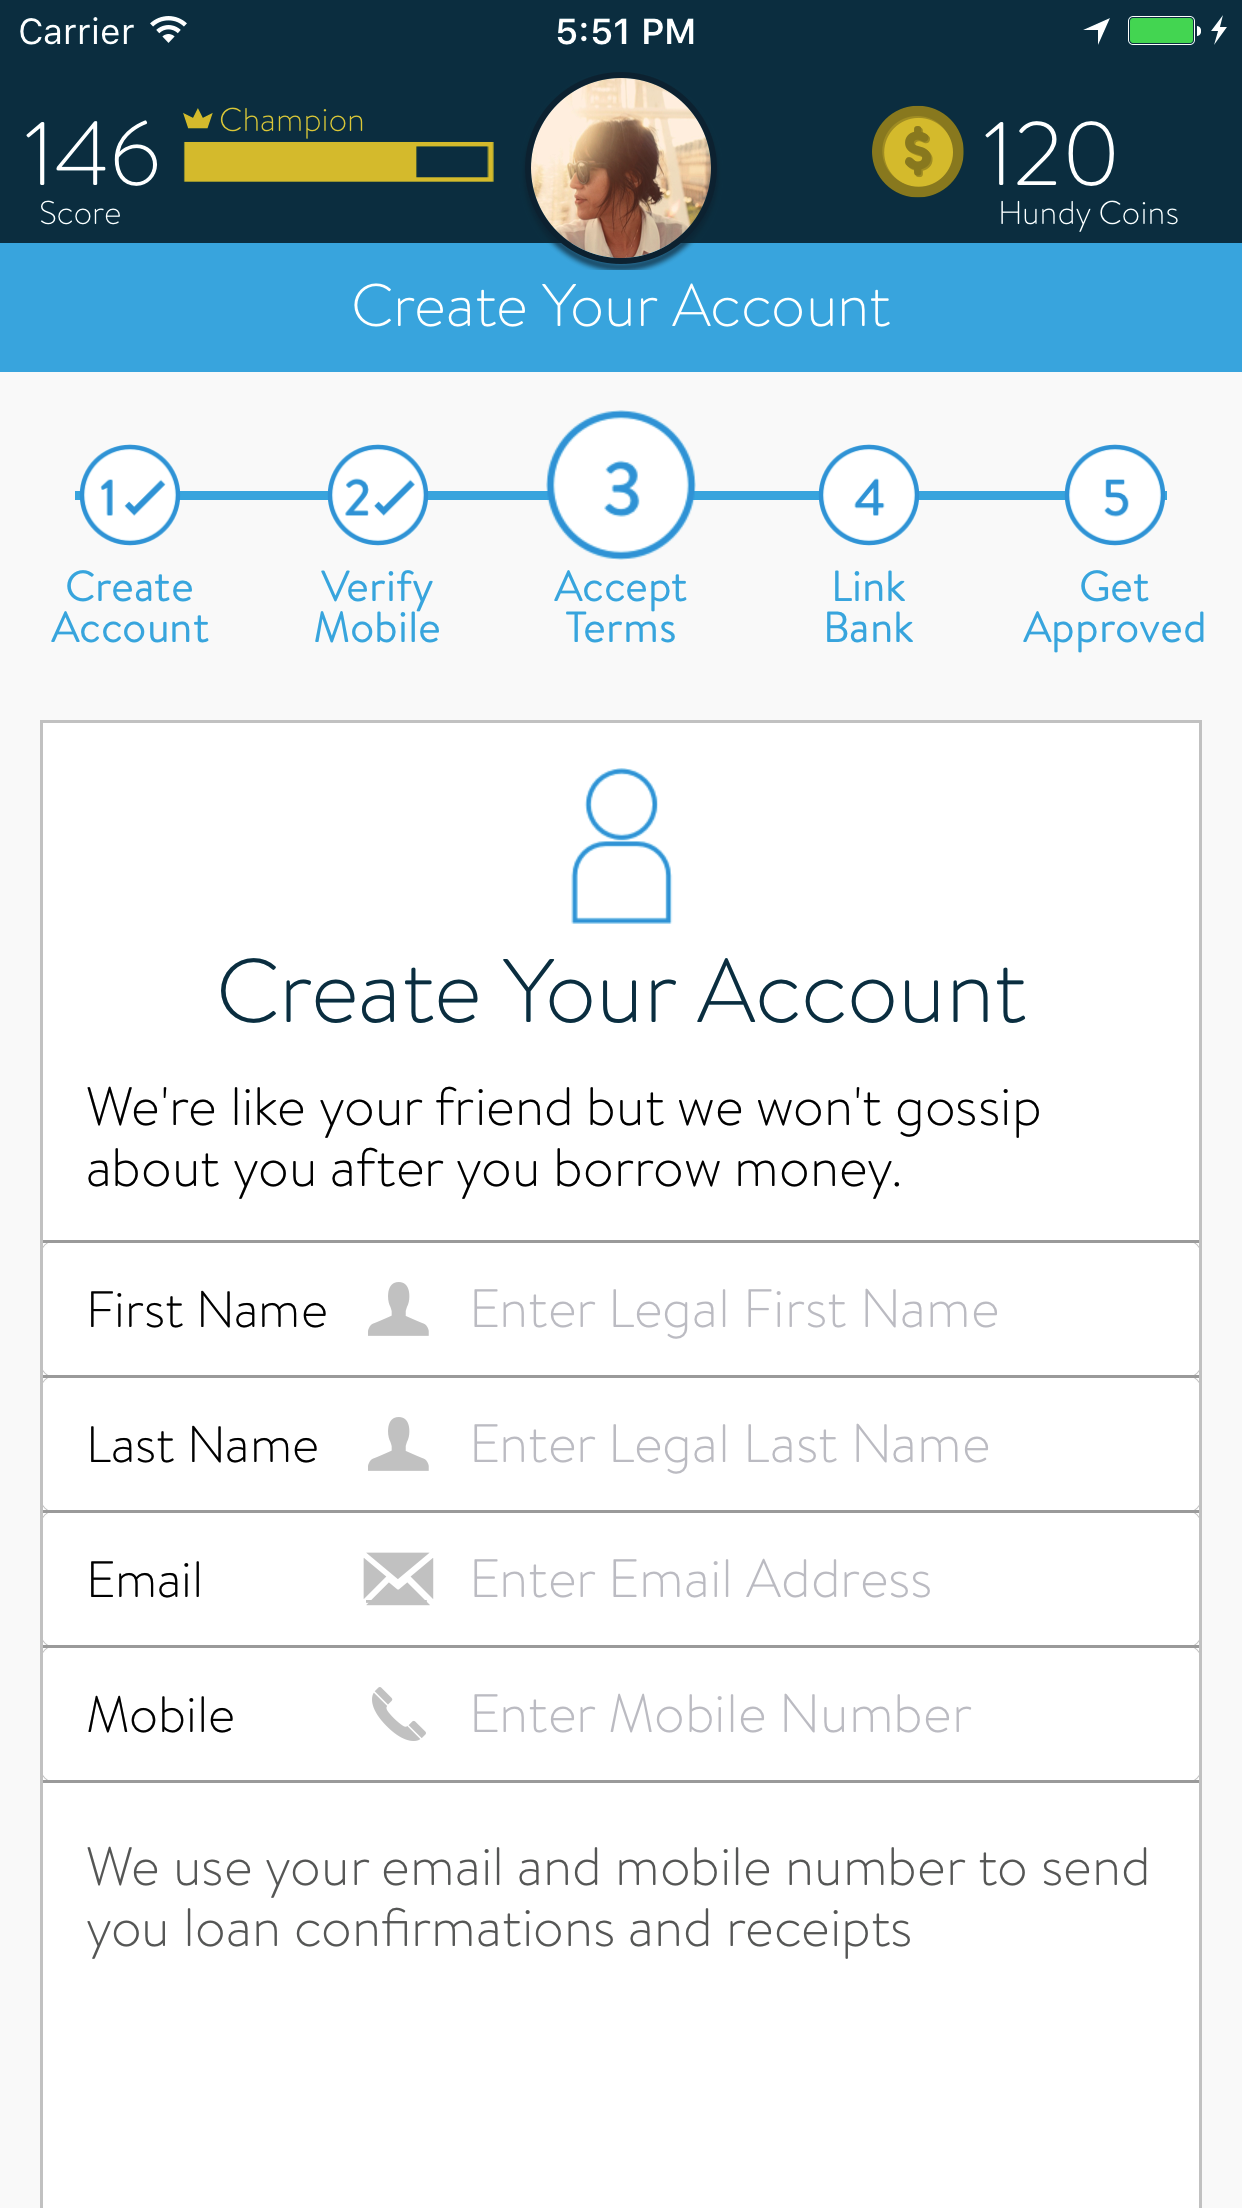 Carrier
5:51 PM
146
Champion
Score
$
120
Hundy Coins
Create Your Account
1
2
3
4
5
Create
Account
Verify
Mobile
Accept
Terms
Link
Bank
Get
Approved
Create Your Account
We're like your friend but we won't gossip
about you after you borrow money.
First Name
Enter Legal First Name
Last Name
Enter Legal Last Name
Email
Enter Email Address
Mobile
Enter Mobile Number
We use your email and mobile number to send
you loan confirmations and receipts